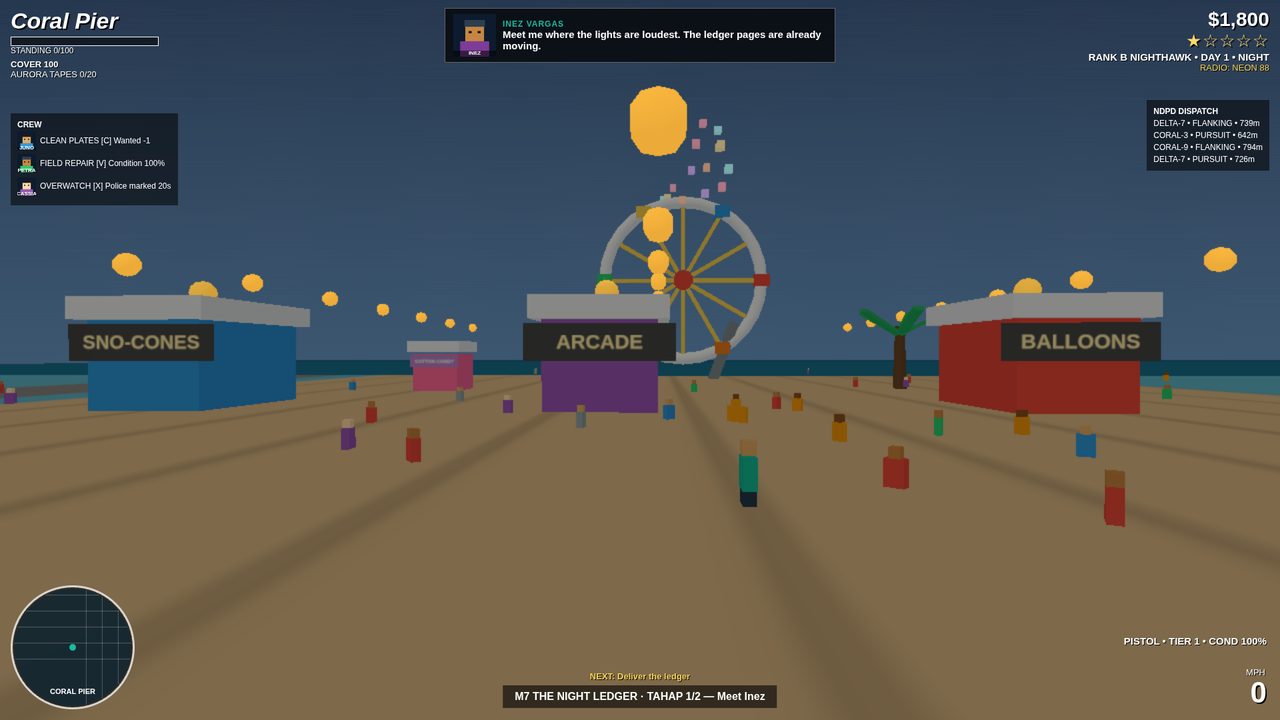 Coral Pier
STANDING 0/100
COVER 100
AURORA TAPES 0/20
CREW
JUNO
CLEAN PLATES [C] Wanted -1
PETRA
FIELD REPAIR [V] Condition 100%
CASSIA
OVERWATCH [X] Police marked 20s
INEZ
INEZ VARGAS
Meet me where the lights are loudest. The ledger pages are already
moving.
$1,800
★☆☆☆☆
RANK B NIGHTHAWK • DAY 1 • NIGHT
RADIO: NEON 88
NDPD DISPATCH
DELTA-7 • FLANKING • 739m
CORAL-3 • PURSUIT • 642m
CORAL-9 • FLANKING • 794m
DELTA-7 • PURSUIT • 726m
SNO-CONES
COTTON CANDY
ARCADE
BALLOONS
CORAL PIER
NEXT: Deliver the ledger
M7 THE NIGHT LEDGER · TAHAP 1/2 — Meet Inez
PISTOL • TIER 1 • COND 100%
MPH
0